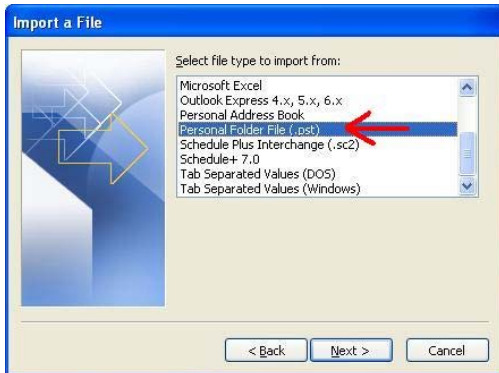 Import a File
Select file type to import from:
Microsoft Excel
Outlook Express 4.x, 5.x, 6.x
Personal Address Book
Personal Folder File (.pst)
Schedule Plus Interchange (.sc2)
Schedule+ 7.0
Tab Separated Values (DOS)
Tab Separated Values (Windows)
< Back Next > Cancel